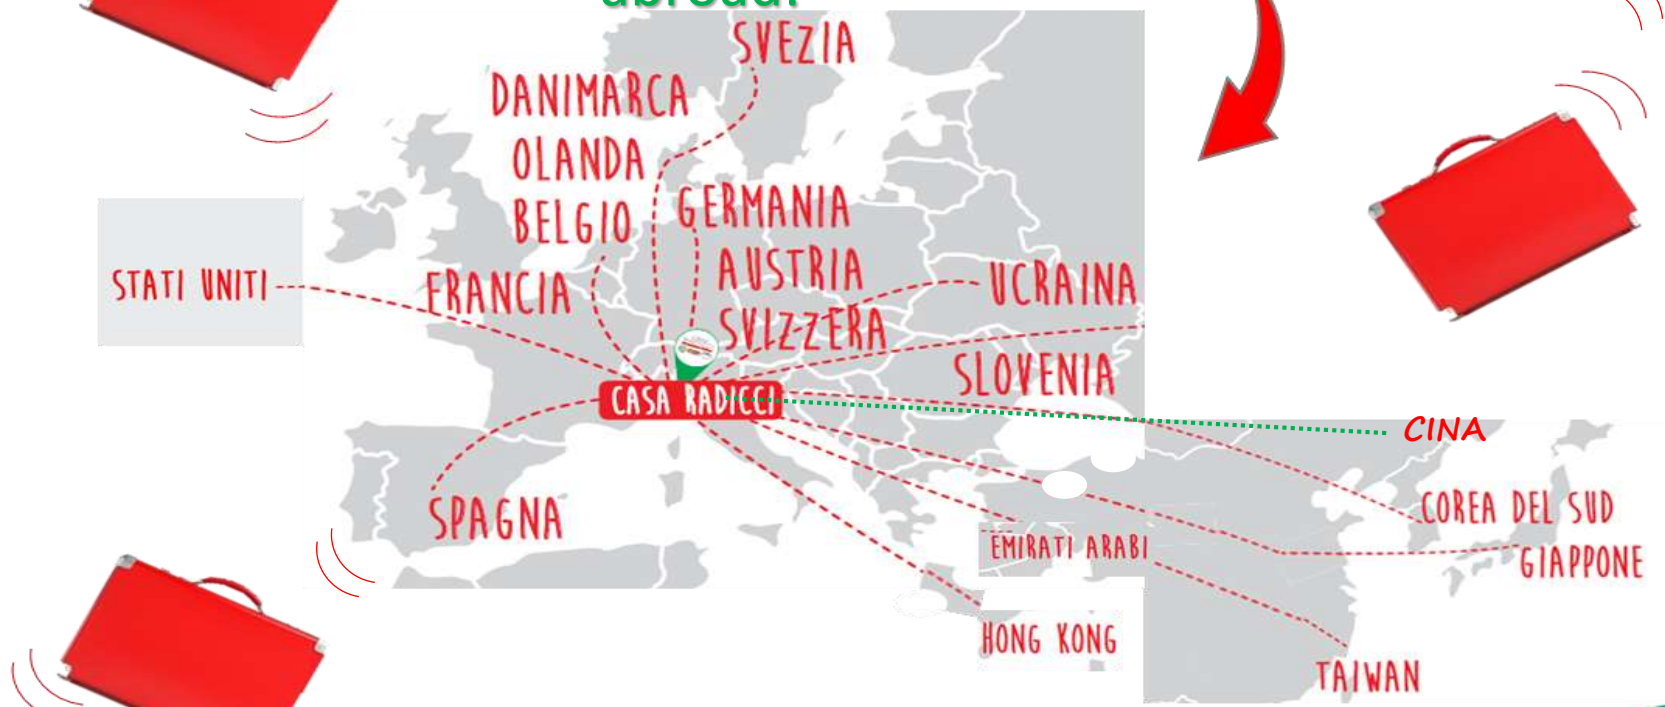 abroad!
SVEZIA
DANIMARCA
OLANDA
BELGIO
GERMANIA
AUSTRIA
SVIZZERA
STATI UNITI
FRANCIA
UCRAINA
SLOVENIA
CASA RADICCI
CINA
SPAGNA
COREA DEL SUD
EMIRATI ARABI
GIAPPONE
HONG KONG
TAIWAN